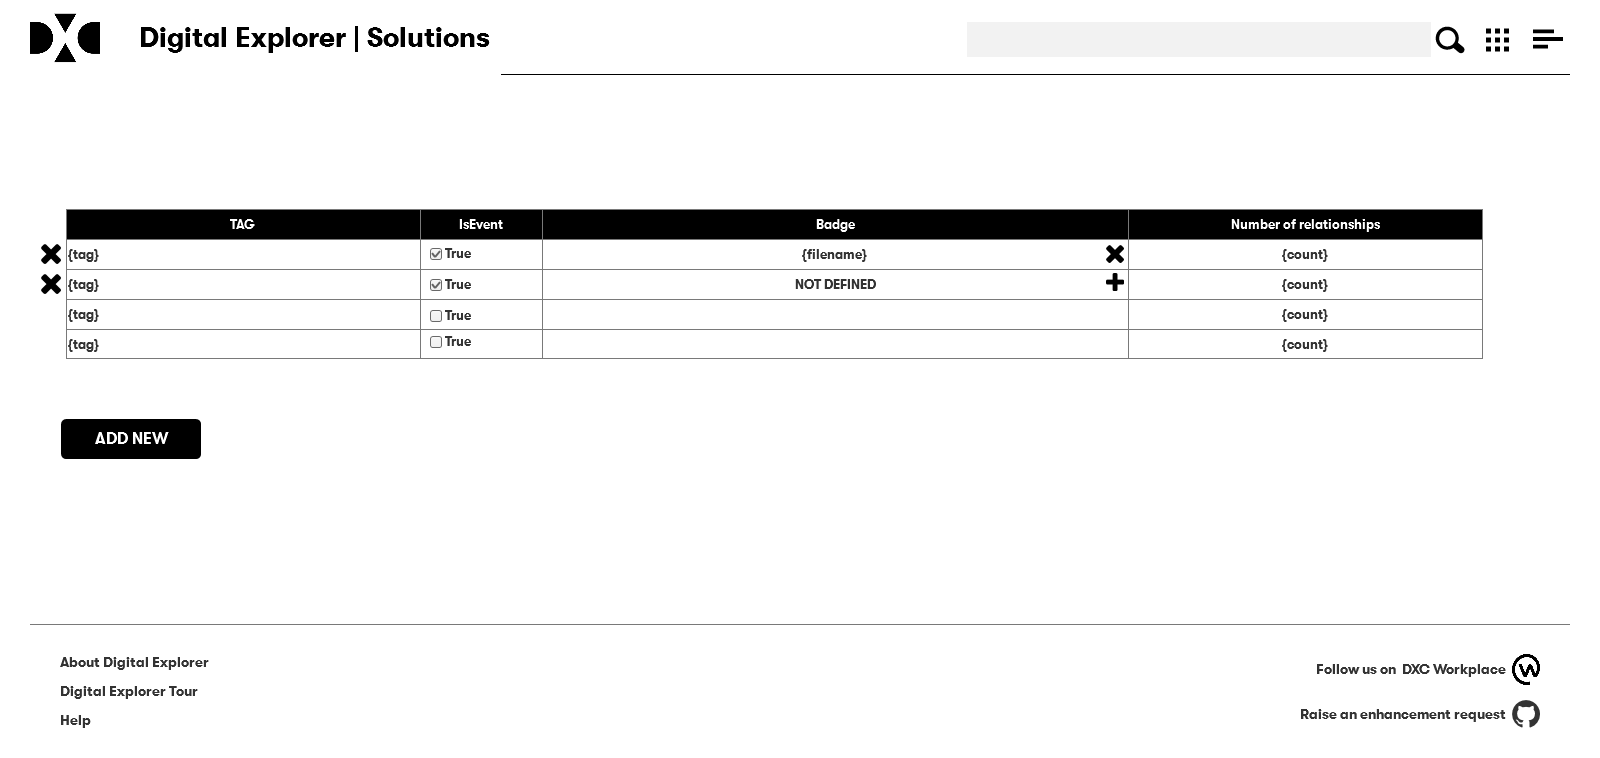 DXC Digital Explorer | Solutions
TAG IsEvent Badge Number of relationships
{tag} True {filename} {count}
{tag} True NOT DEFINED {count}
{tag} True {count}
{tag} True {count}
ADD NEW
About Digital Explorer
Digital Explorer Tour
Help
Follow us on DXC Workplace
Raise an enhancement request